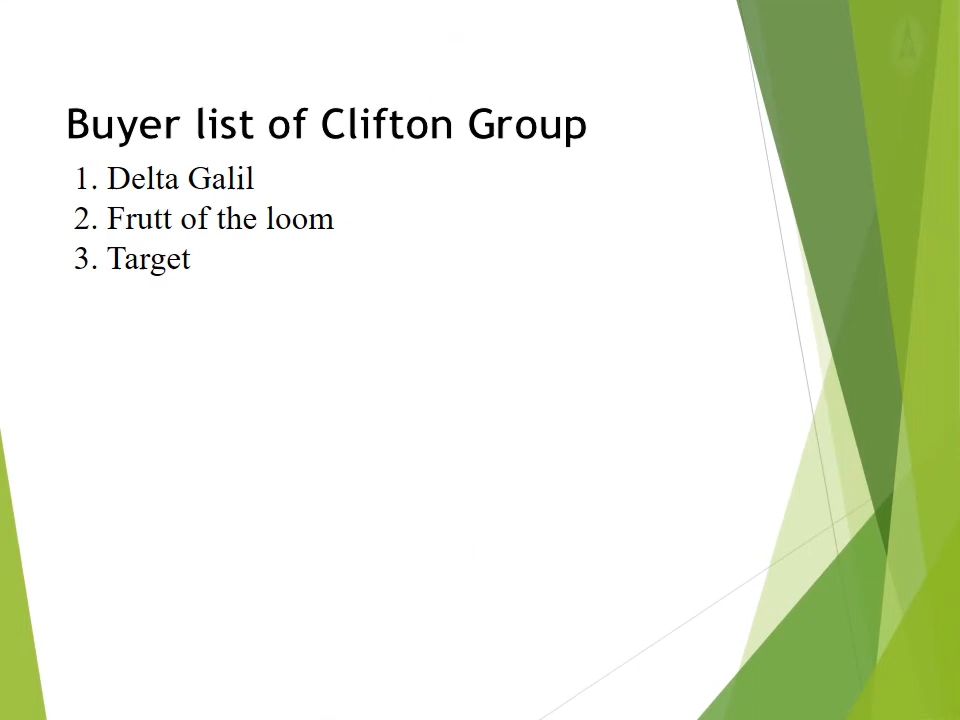 Buyer list of Clifton Group
1. Delta Galil
2. Frutt of the loom
3. Target